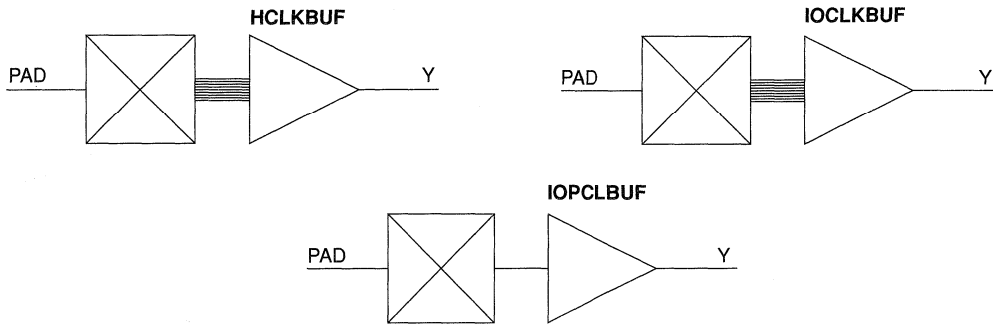 HCLKBUF
PAD
Y
IOCLKBUF
PAD
Y
IOPCLBUF
PAD
Y